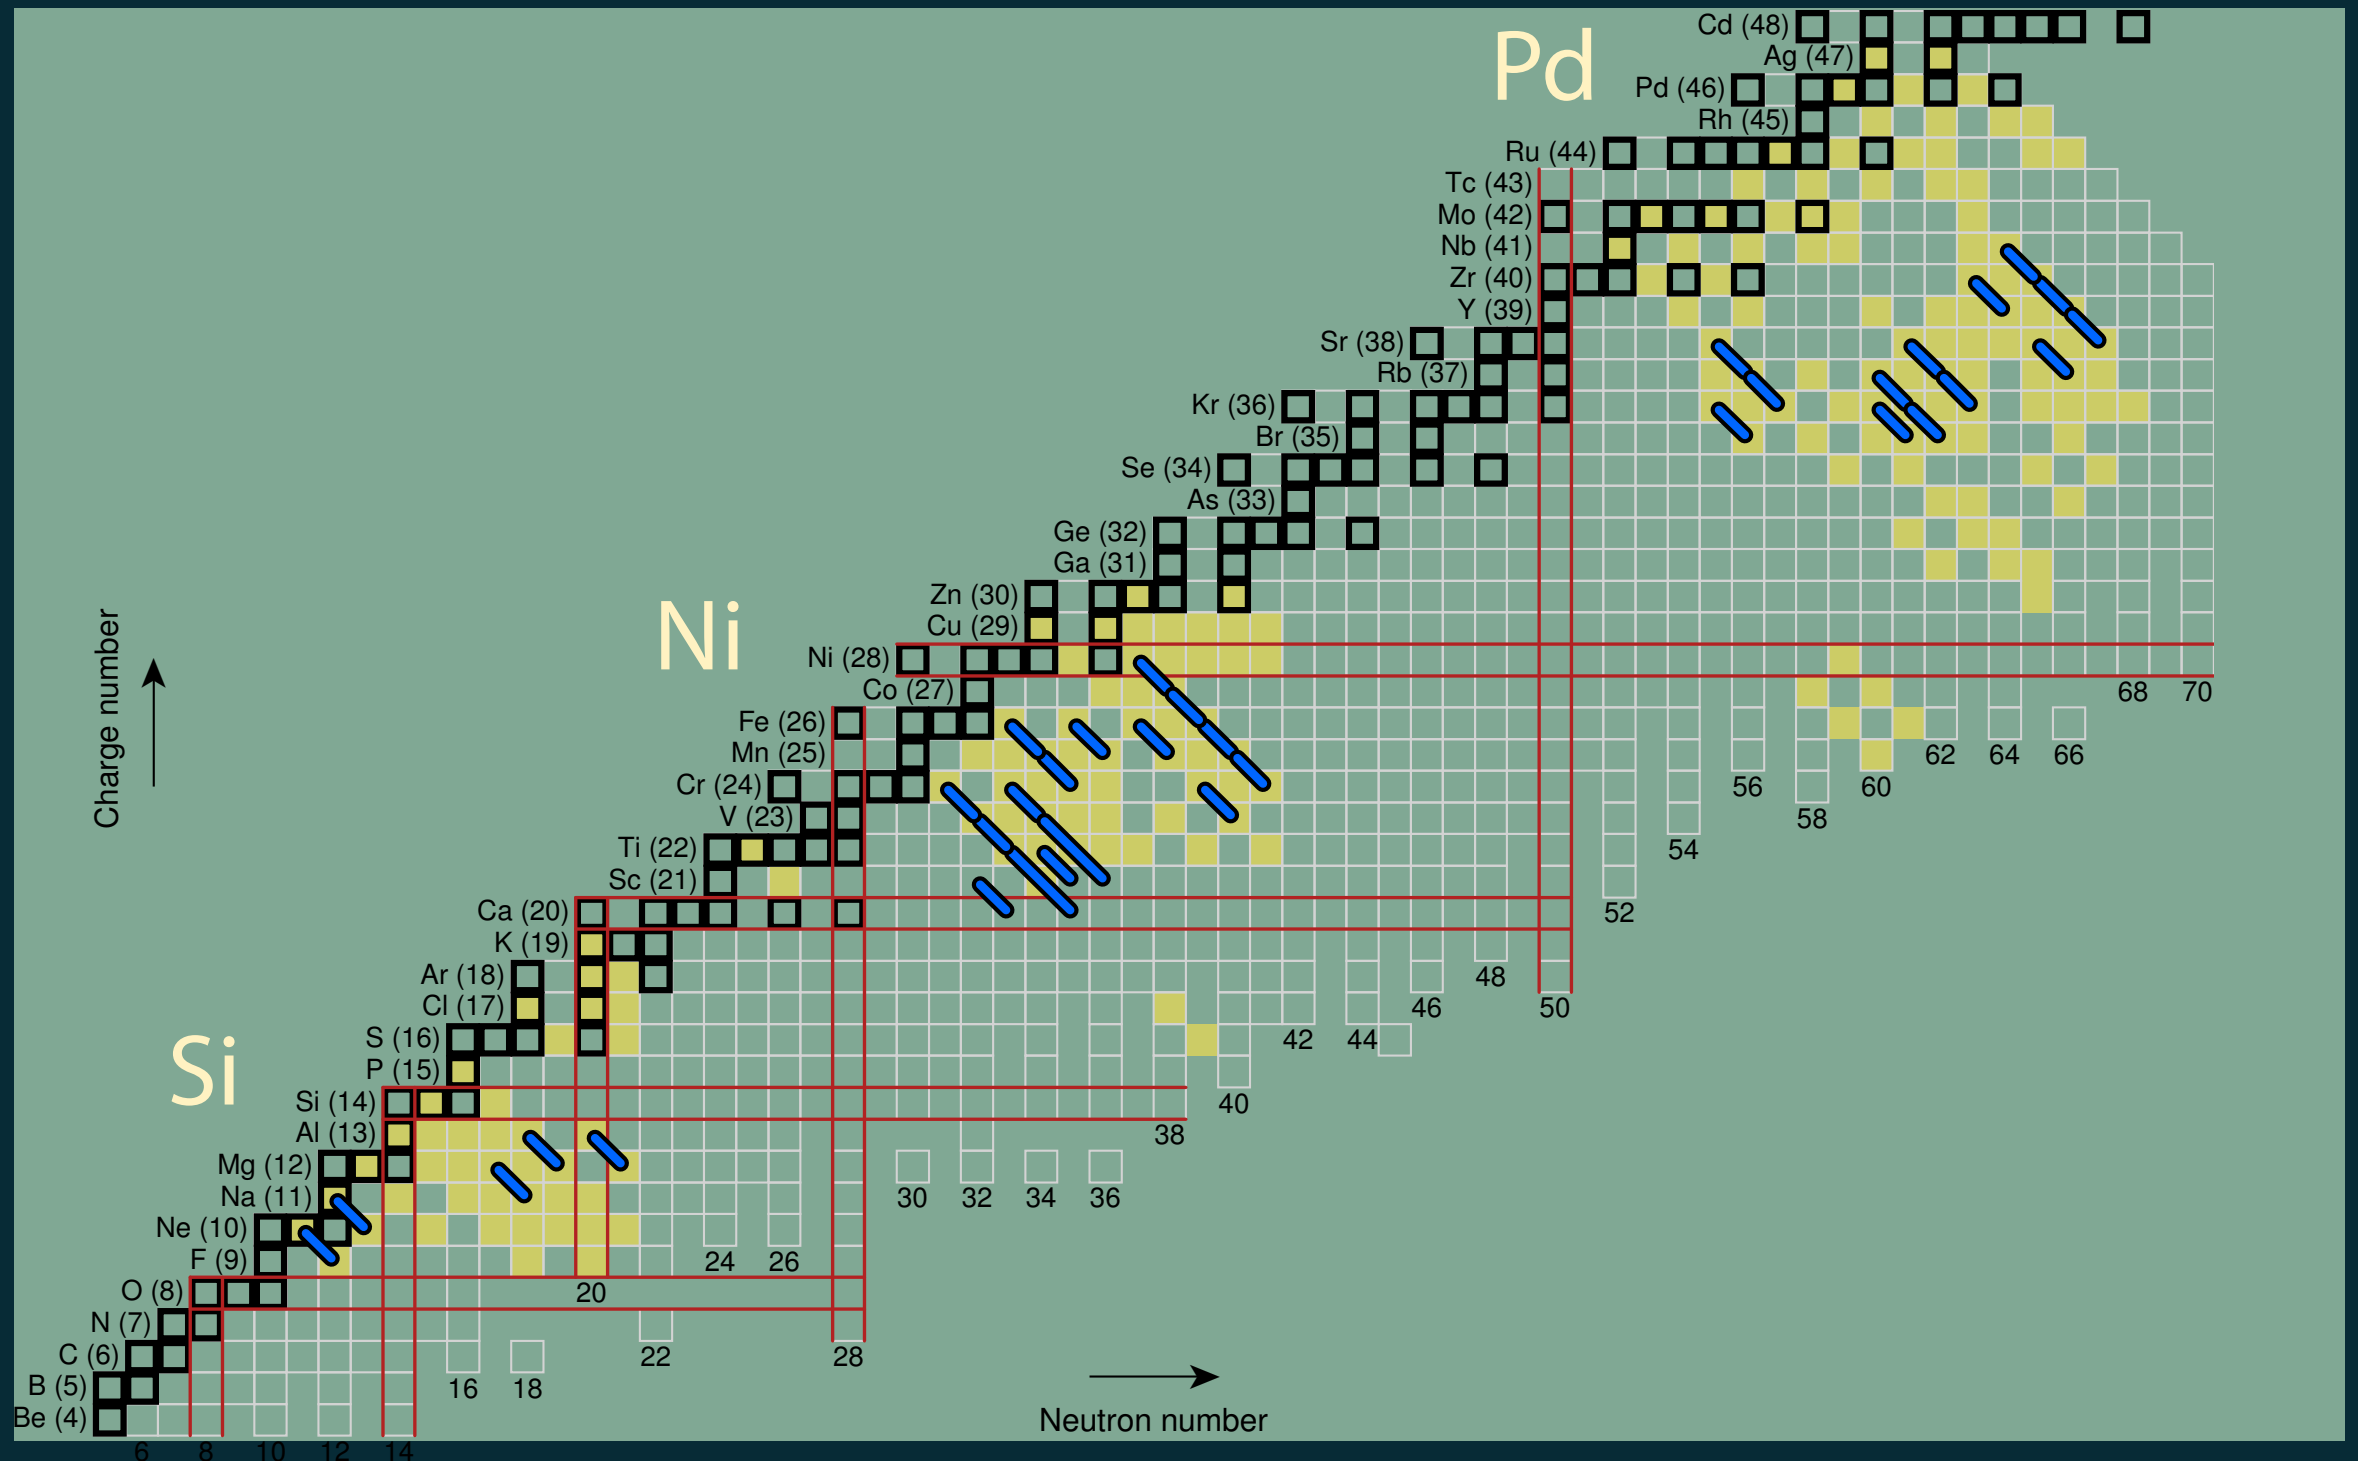 Cd (48)
Ag (47)
Pd
Pd (46)
Rh (45)
Ru (44)
Tc (43)
Mo (42)
Nb (41)
Zr (40)
Y (39)
Sr (38)
Rb (37)
Kr (36)
Br (35)
Se (34)
As (33)
Ge (32)
Ga (31)
Zn (30)
Cu (29)
Ni
Ni (28)
Co (27)
68 70
Fe (26)
Mn (25)
62 64 66
Cr (24)
56 60
V (23)
58
Ti (22)
54
Sc (21)
Ca (20)
52
K (19)
Ar (18)
48
Cl (17)
46 50
S (16)
42 44
Si
P (15)
Si (14)
40
Al (13)
38
Mg (12)
Na (11)
30 32 34 36
Ne (10)
F (9)
24 26
O (8)
20
N (7)
C (6)
22 28
B (5)
16 18
Be (4)
6 8 10 12 14
Charge number
Neutron number